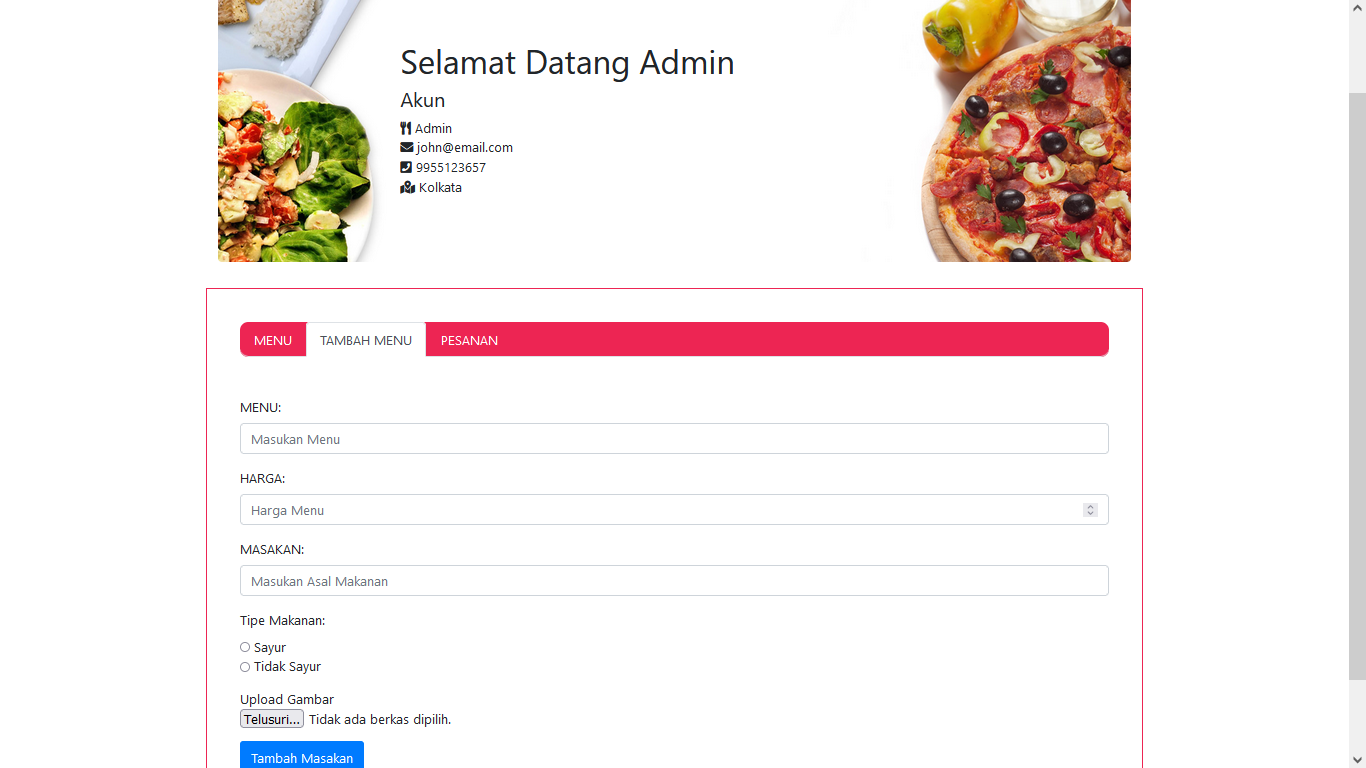 Selamat Datang Admin
Akun
Admin
john@email.com
9955123657
Kolkata
MENU TAMBAH MENU PESANAN
MENU:
Masukan Menu
HARGA:
Harga Menu
MASAKAN:
Masukan Asal Makanan
Tipe Makanan:
Sayur
Tidak Sayur
Upload Gambar
Telusuri... Tidak ada berkas dipilih.
Tambah Masakan